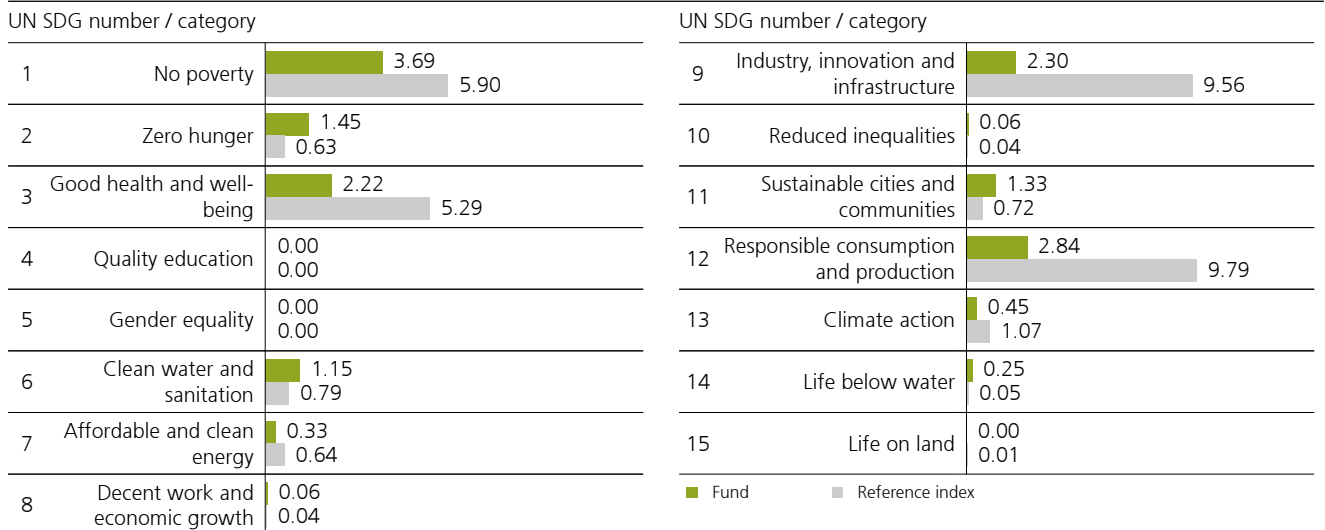 UN SDG number / category
1
No poverty
3.69
5.90
2
Zero hunger
1.45
0.63
3
Good health and well-
being
2.22
5.29
4
Quality education
0.00
0.00
5
Gender equality
0.00
0.00
6
Clean water and
sanitation
1.15
0.79
7
Affordable and clean
energy
0.33
0.64
8
Decent work and
economic growth
0.06
0.04
UN SDG number / category
9
Industry, innovation and
infrastructure
2.30
9.56
10
Reduced inequalities
0.06
0.04
11
Sustainable cities and
communities
1.33
0.72
12
Responsible consumption
and production
2.84
9.79
13
Climate action
0.45
1.07
14
Life below water
0.25
0.05
15
Life on land
0.00
0.01
Fund
Reference index